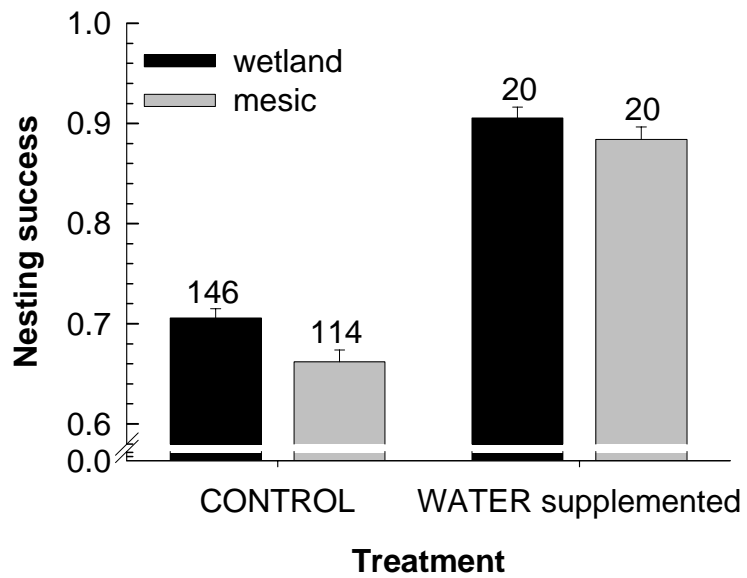 1.0
wetland
mesic
20
20
0.9
0.8
Nesting success
146
114
0.7
0.6
0.0
CONTROL
WATER supplemented
Treatment